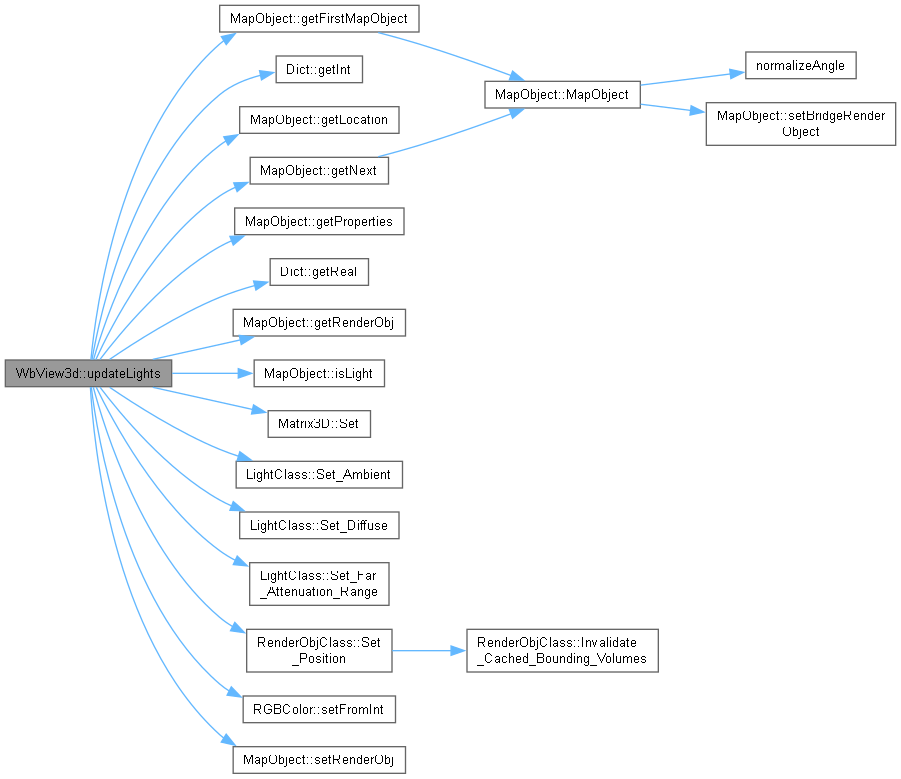 MapObject::getFirstMapObject
Dict::getInt
MapObject::getLocation
MapObject::getNext
MapObject::getProperties
Dict::getReal
MapObject::getRenderObj
WbView3d::updateLights
MapObject::isLight
Matrix3D::Set
LightClass::Set_Ambient
LightClass::Set_Diffuse
LightClass::Set_Far
_Attenuation_Range
RenderObjClass::Set
_Position
RGBColor::setFromInt
MapObject::setRenderObj
MapObject::MapObject
normalizeAngle
MapObject::setBridgeRender
Object
RenderObjClass::Invalidate
_Cached_Bounding_Volumes